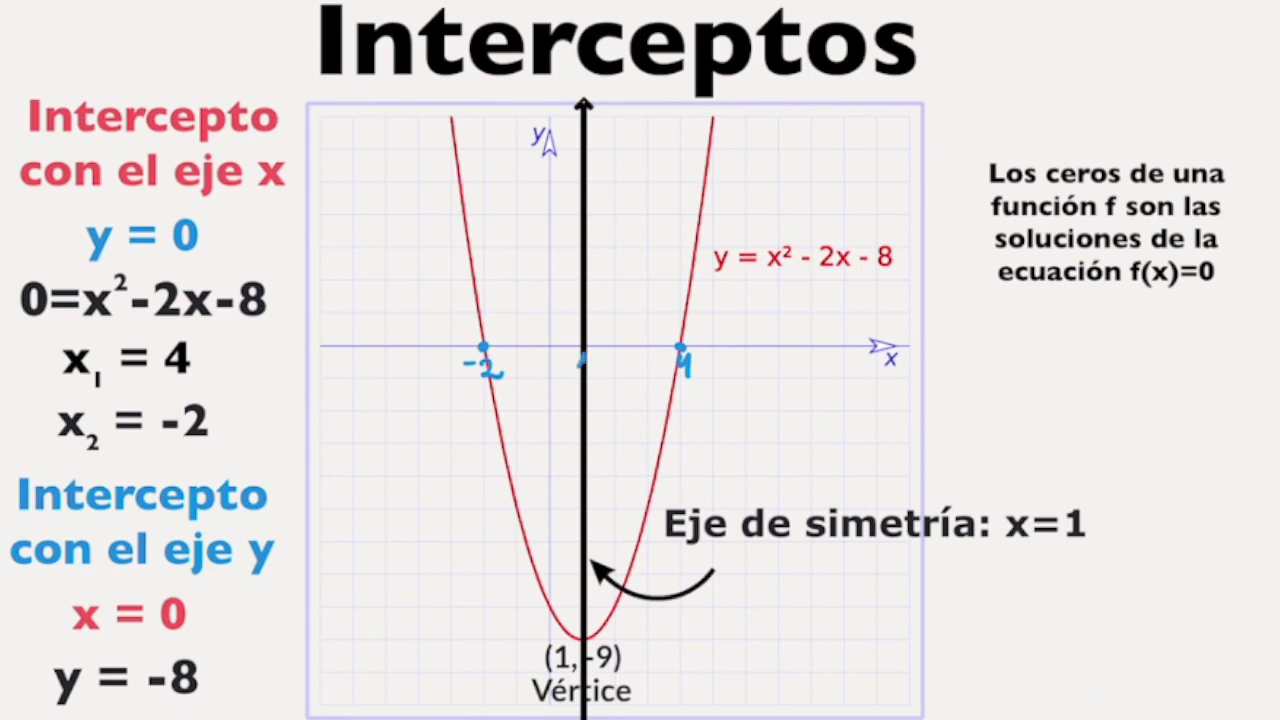 Interceptos
Intercepto
con el eje x
y = 0
0=x²-2x-8
x₁ = 4
x₂ = -2
Intercepto
con el eje y
x = 0
y = -8
y
y = x² - 2x - 8
x
-2
1
4
Eje de simetría: x=1
(1,-9)
Vértice
Los ceros de una
función f son las
soluciones de la
ecuación f(x)=0